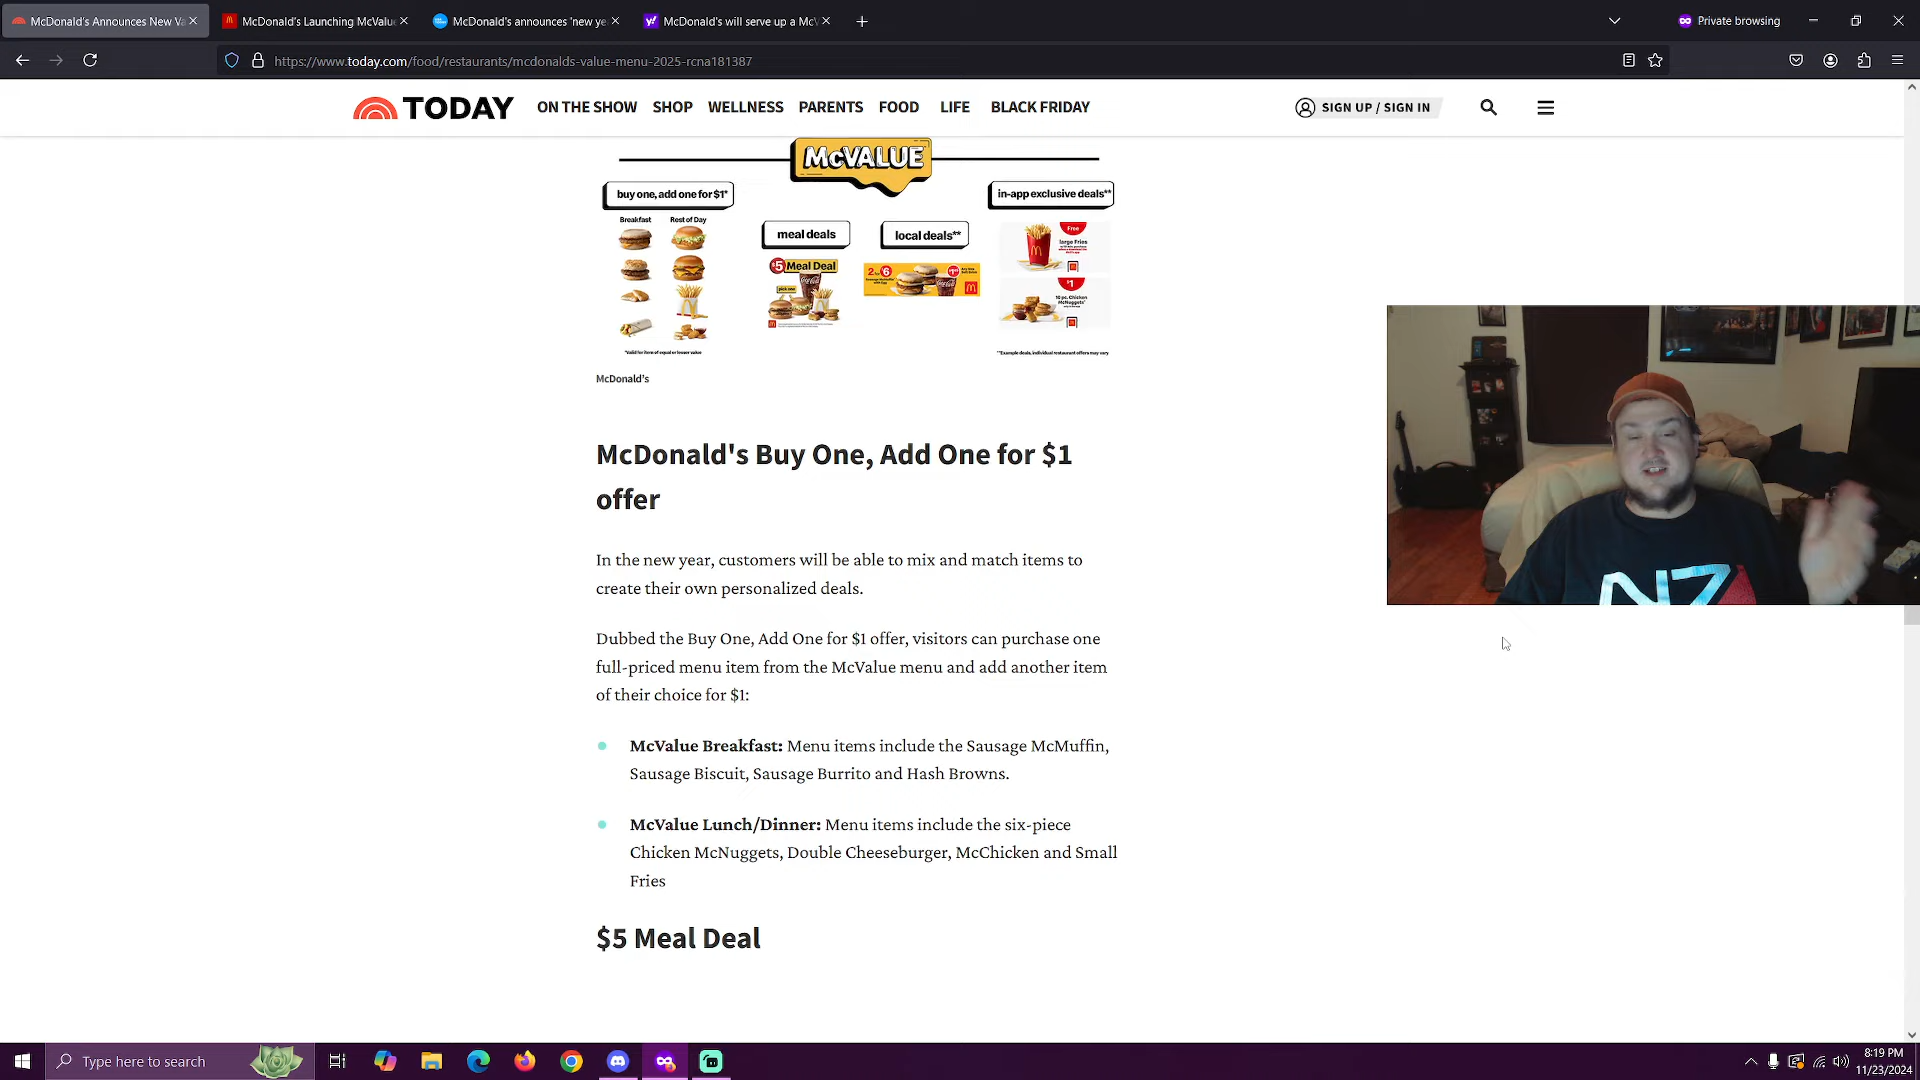 McDonald's Announces New Va
McDonald's Launching McValue
McDonald's announces 'new ye
McDonald's will serve up a McV
Private browsing
https://www.today.com/food/restaurants/mcdonalds-value-menu-2025-rcna181387
TODAY
ON THE SHOW
SHOP
WELLNESS
PARENTS
FOOD
LIFE
BLACK FRIDAY
SIGN UP / SIGN IN
McVALUE
buy one, add one for $1*
in-app exclusive deals**
Breakfast
Rest of Day
meal deals
local deals**
Free
large Fries
$5 Meal Deal
pick one
2 for $6
$1
10 pc. Chicken
McNuggets
*Valid for item of equal or lesser value
**Example deals, individual restaurant offers may vary
McDonald's
McDonald's Buy One, Add One for $1
offer
In the new year, customers will be able to mix and match items to
create their own personalized deals.
Dubbed the Buy One, Add One for $1 offer, visitors can purchase one
full-priced menu item from the McValue menu and add another item
of their choice for $1:
McValue Breakfast: Menu items include the Sausage McMuffin,
Sausage Biscuit, Sausage Burrito and Hash Browns.
McValue Lunch/Dinner: Menu items include the six-piece
Chicken McNuggets, Double Cheeseburger, McChicken and Small
Fries
$5 Meal Deal
N7
Type here to search
8:19 PM
11/23/2024